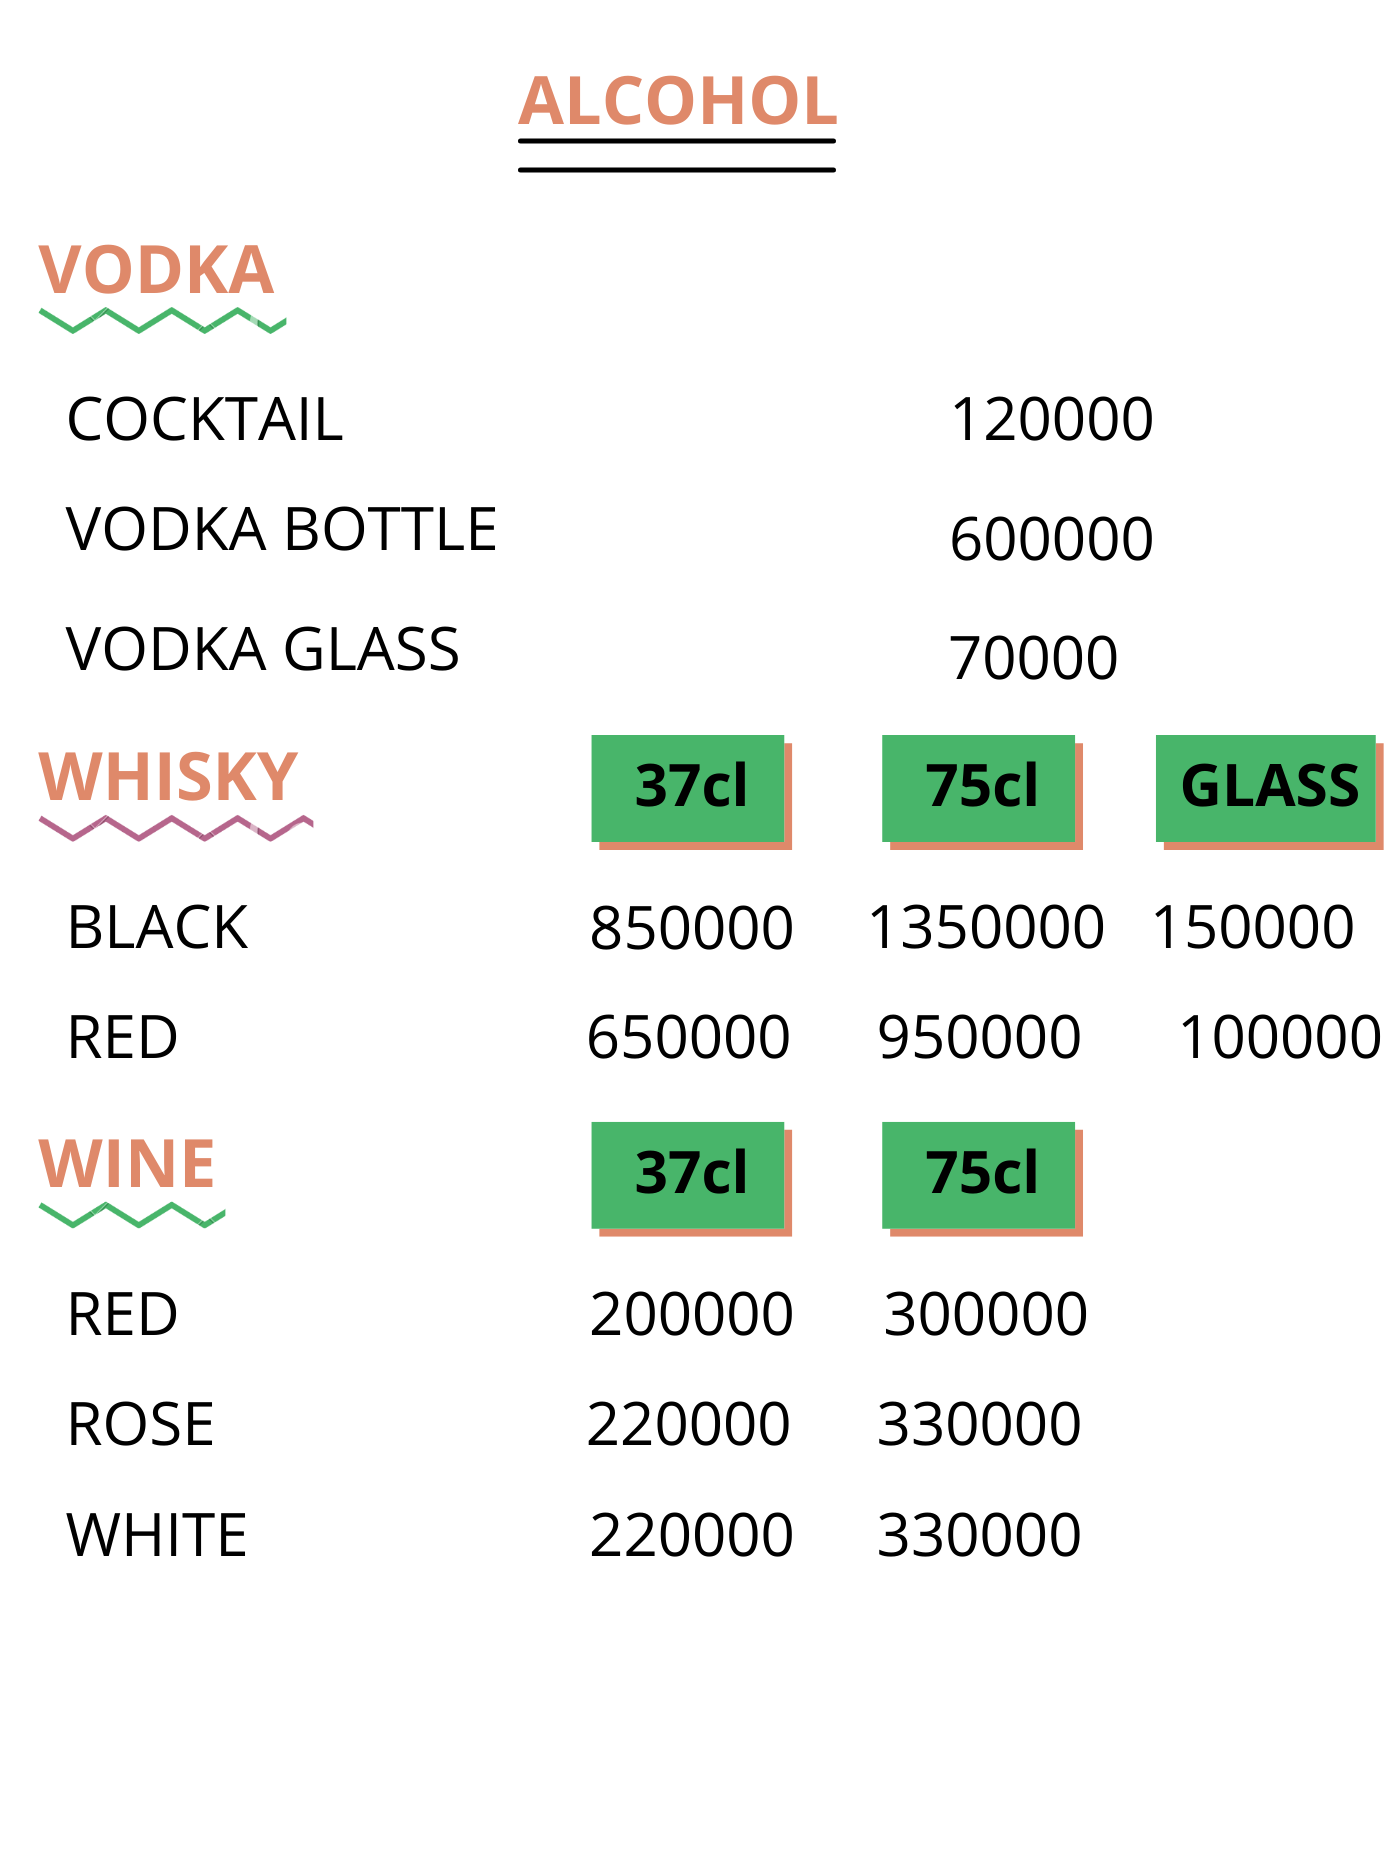 ALCOHOL
VODKA
COCKTAIL 120000
VODKA BOTTLE 600000
VODKA GLASS 70000
WHISKY 37cl 75cl GLASS
BLACK 850000 1350000 150000
RED 650000 950000 100000
WINE 37cl 75cl
RED 200000 300000
ROSE 220000 330000
WHITE 220000 330000